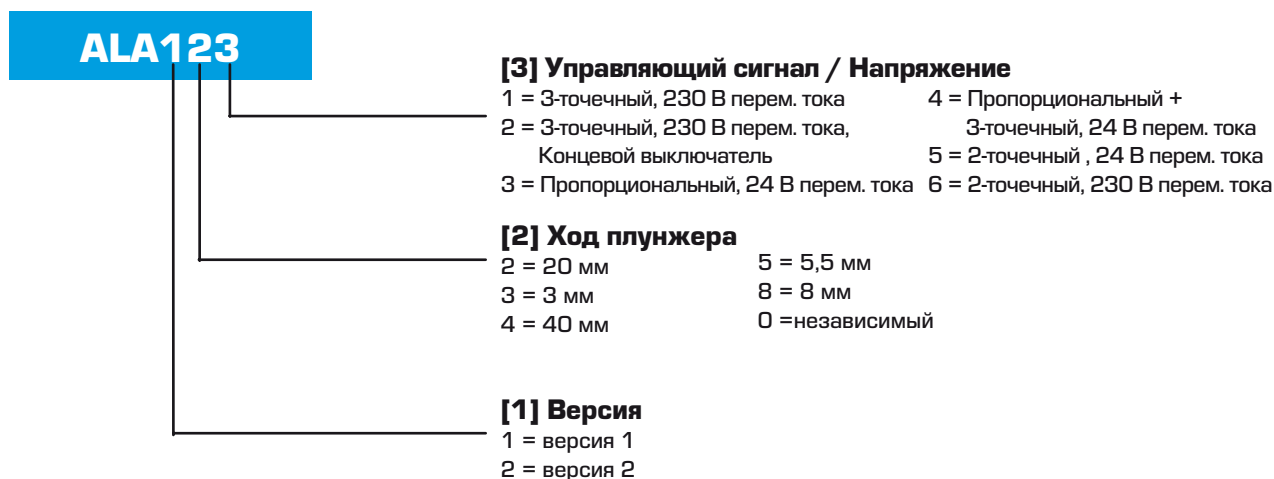 ALA123
[3] Управляющий сигнал / Напряжение
1 = 3-точечный, 230 В перем. тока
2 = 3-точечный, 230 В перем. тока,
Концевой выключатель
3 = Пропорциональный, 24 В перем. тока
4 = Пропорциональный +
3-точечный, 24 В перем. тока
5 = 2-точечный , 24 В перем. тока
6 = 2-точечный, 230 В перем. тока
[2] Ход плунжера
2 = 20 мм
3 = 3 мм
4 = 40 мм
5 = 5,5 мм
8 = 8 мм
0 =независимый
[1] Версия
1 = версия 1
2 = версия 2